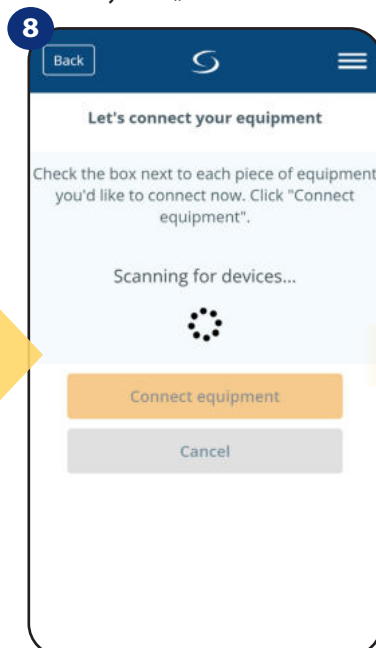 8
Back
Let's connect your equipment
Check the box next to each piece of equipment
you'd like to connect now. Click "Connect
equipment".
Scanning for devices...
Connect equipment
Cancel